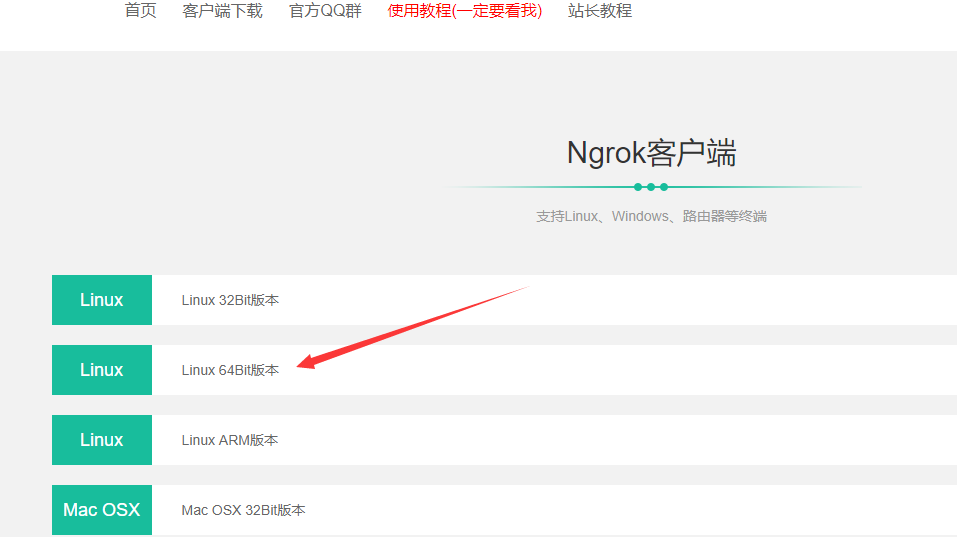 首页 客户端下载 官方QQ群 使用教程(一定要看我) 站长教程
Ngrok客户端
支持Linux、Windows、路由器等终端
Linux Linux 32Bit版本
Linux Linux 64Bit版本
Linux Linux ARM版本
Mac OSX Mac OSX 32Bit版本